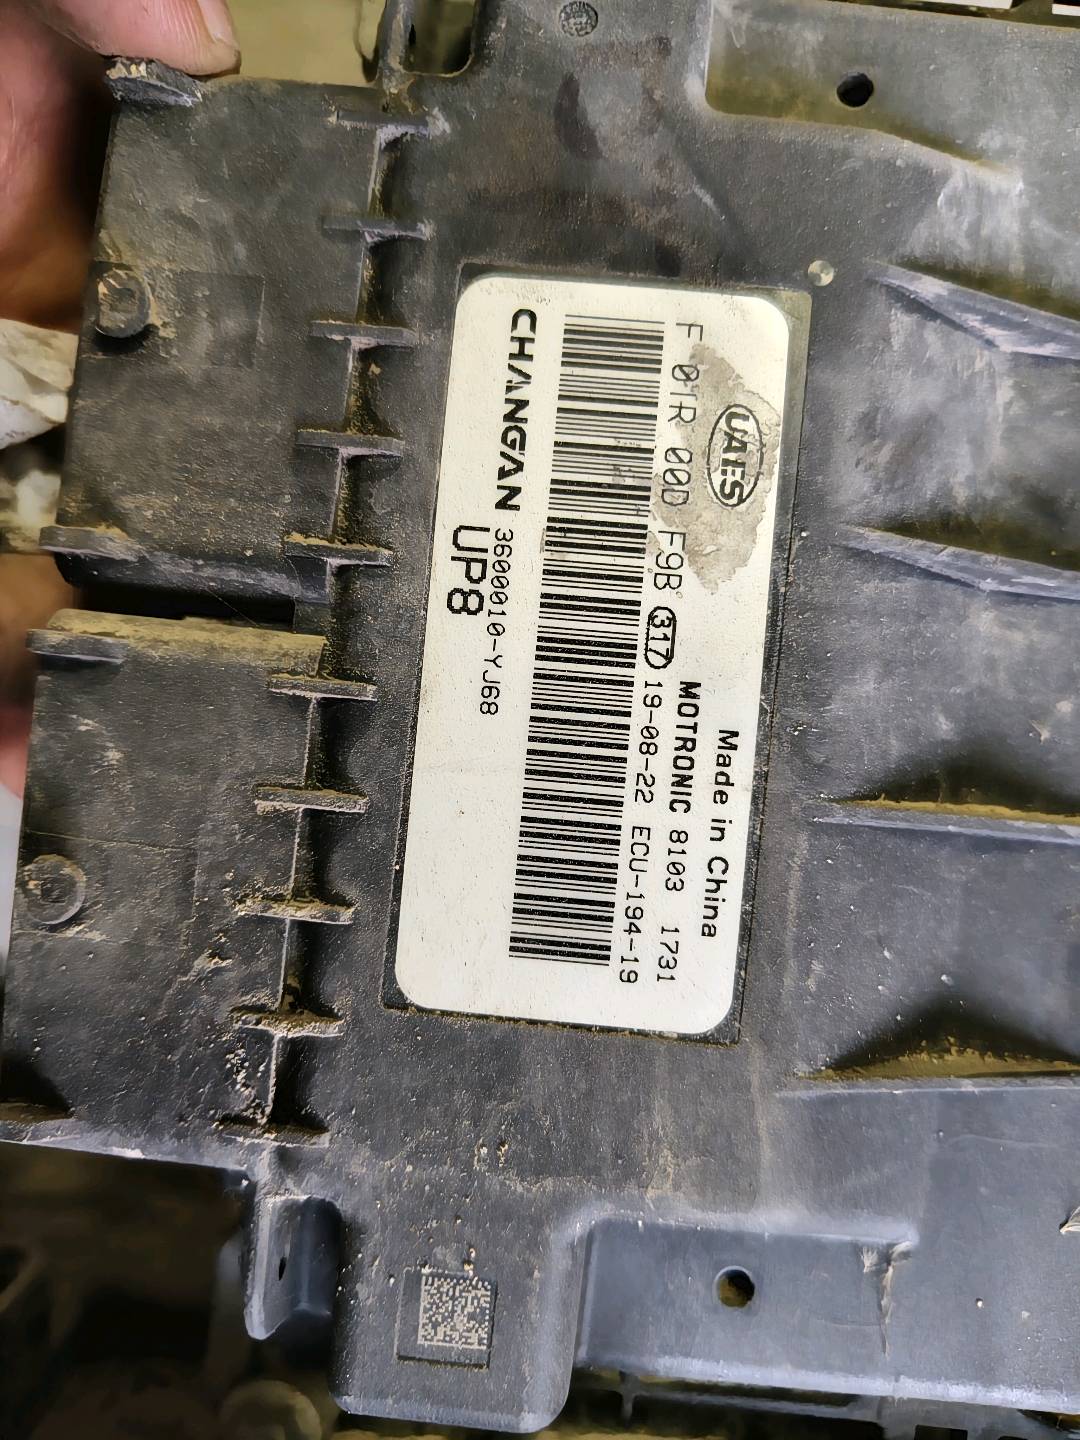 UAES
Made in China
MOTRONIC 8103 1731
F 01R 00D F9B 317 19-08-22 ECU-194-19
CHANGAN 3600010-YJ68
UP8